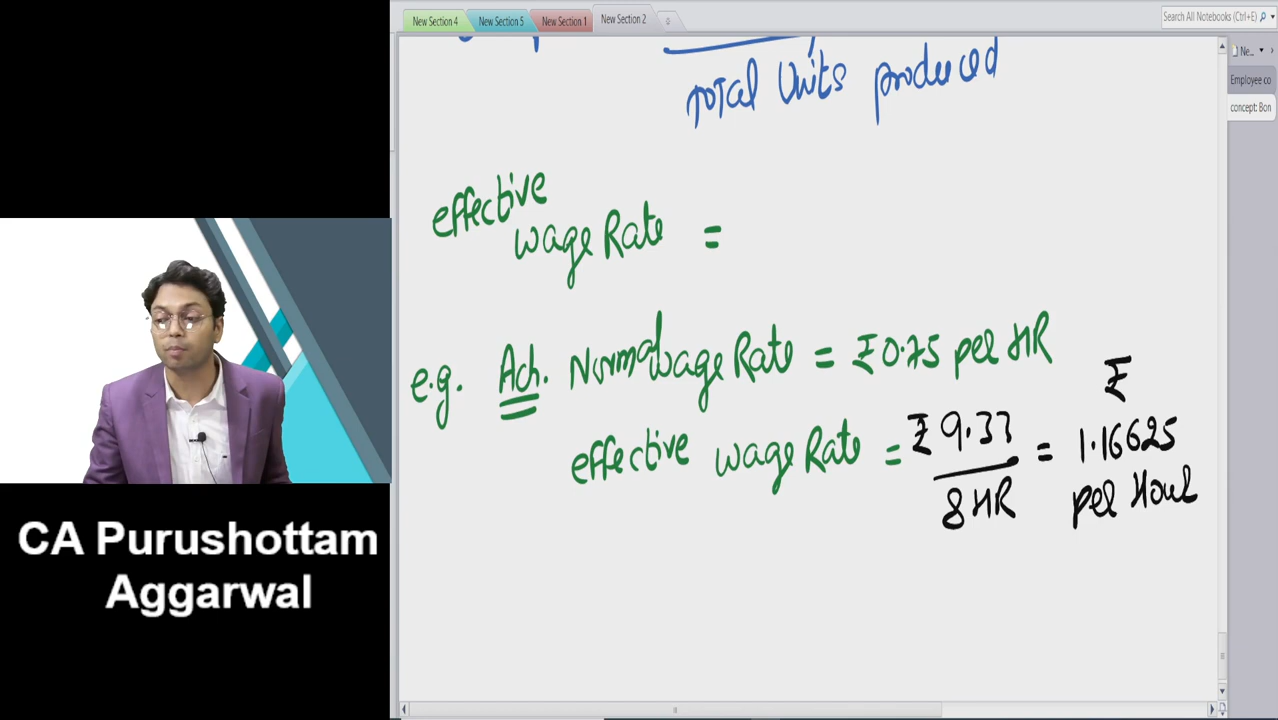 New Section 4 New Section 5 New Section 1 New Section 2
Search All Notebooks (Ctrl+E)
Ne...
Employee co
concept: Bon
Total Units produced
effective
wage Rate =
e.g. Ach. Normal wage Rate = ₹0.75 per HR
effective wage Rate = ₹9.33 / 8 HR = ₹ 1.16625 per Hour
CA Purushottam
Aggarwal